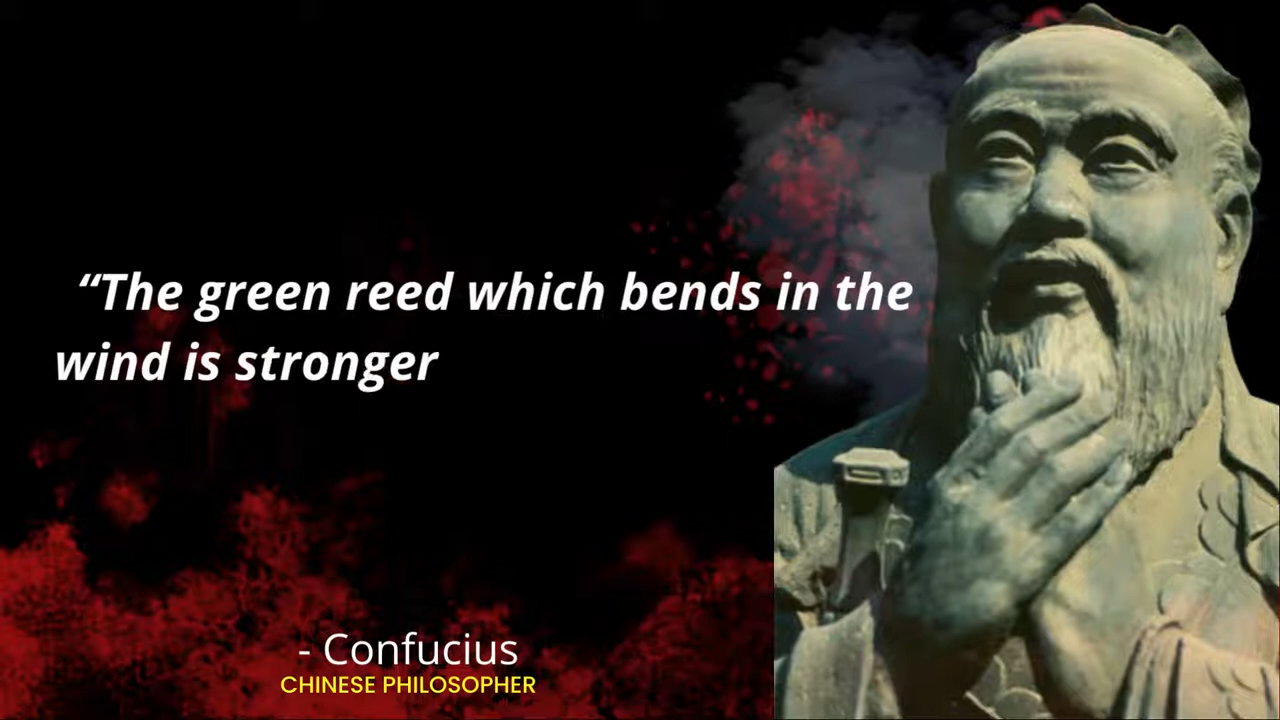 “The green reed which bends in the
wind is stronger
- Confucius
CHINESE PHILOSOPHER